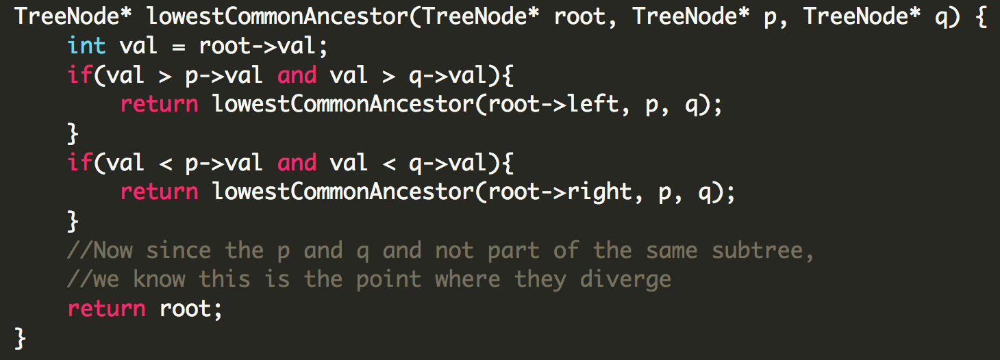 TreeNode* lowestCommonAncestor(TreeNode* root, TreeNode* p, TreeNode* q) {
    int val = root->val;
    if(val > p->val and val > q->val){
        return lowestCommonAncestor(root->left, p, q);
    }
    if(val < p->val and val < q->val){
        return lowestCommonAncestor(root->right, p, q);
    }
    //Now since the p and q and not part of the same subtree,
    //we know this is the point where they diverge
    return root;
}